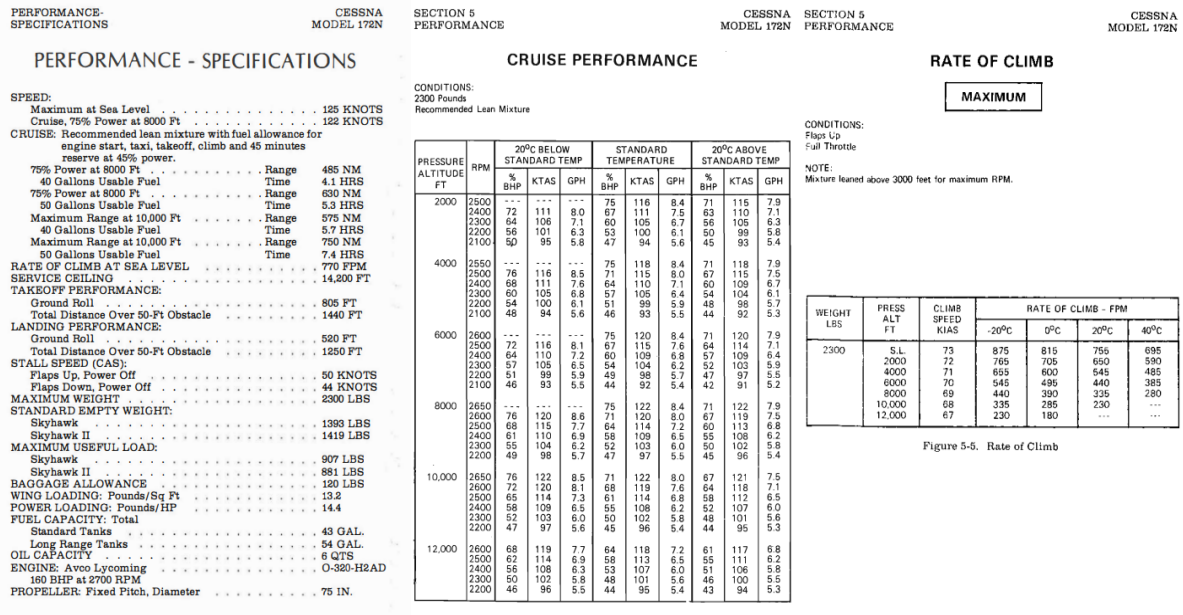 PERFORMANCE-
SPECIFICATIONS
CESSNA
MODEL 172N
PERFORMANCE - SPECIFICATIONS
SPEED:
Maximum at Sea Level . . . . . . . . . . . . . . 125 KNOTS
Cruise, 75% Power at 8000 Ft . . . . . . . . . . . . 122 KNOTS
CRUISE: Recommended lean mixture with fuel allowance for
engine start, taxi, takeoff, climb and 45 minutes
reserve at 45% power.
75% Power at 8000 Ft . . . . . . . . . Range 485 NM
40 Gallons Usable Fuel Time 4.1 HRS
75% Power at 8000 Ft . . . . . . . . . Range 630 NM
50 Gallons Usable Fuel Time 5.3 HRS
Maximum Range at 10,000 Ft . . . . . . . Range 575 NM
40 Gallons Usable Fuel Time 5.7 HRS
Maximum Range at 10,000 Ft . . . . . . . Range 750 NM
50 Gallons Usable Fuel Time 7.4 HRS
RATE OF CLIMB AT SEA LEVEL . . . . . . . . . . 770 FPM
SERVICE CEILING . . . . . . . . . . . . . . . . 14,200 FT
TAKEOFF PERFORMANCE:
Ground Roll . . . . . . . . . . . . . . . . . 805 FT
Total Distance Over 50-Ft Obstacle . . . . . . . . . 1440 FT
LANDING PERFORMANCE:
Ground Roll . . . . . . . . . . . . . . . . . 520 FT
Total Distance Over 50-Ft Obstacle . . . . . . . . . 1250 FT
STALL SPEED (CAS):
Flaps Up, Power Off . . . . . . . . . . . . . . 50 KNOTS
Flaps Down, Power Off . . . . . . . . . . . . . 44 KNOTS
MAXIMUM WEIGHT . . . . . . . . . . . . . . . . 2300 LBS
STANDARD EMPTY WEIGHT:
Skyhawk . . . . . . . . . . . . . . . . . . 1393 LBS
Skyhawk II . . . . . . . . . . . . . . . . . 1419 LBS
MAXIMUM USEFUL LOAD:
Skyhawk . . . . . . . . . . . . . . . . . . 907 LBS
Skyhawk II . . . . . . . . . . . . . . . . . 881 LBS
BAGGAGE ALLOWANCE . . . . . . . . . . . . . . 120 LBS
WING LOADING: Pounds/Sq Ft . . . . . . . . . . . 13.2
POWER LOADING: Pounds/HP . . . . . . . . . . . . 14.4
FUEL CAPACITY: Total
Standard Tanks . . . . . . . . . . . . . . . . 43 GAL.
Long Range Tanks . . . . . . . . . . . . . . . 54 GAL.
OIL CAPACITY . . . . . . . . . . . . . . . . . 6 QTS
ENGINE: Avco Lycoming . . . . . . . . . . . . . O-320-H2AD
160 BHP at 2700 RPM
PROPELLER: Fixed Pitch, Diameter . . . . . . . . . . 75 IN.
SECTION 5
PERFORMANCE
CESSNA
MODEL 172N
CRUISE PERFORMANCE
CONDITIONS:
2300 Pounds
Recommended Lean Mixture
PRESSURE ALTITUDE FT RPM 20°C BELOW STANDARD TEMP STANDARD TEMPERATURE 20°C ABOVE STANDARD TEMP
% BHP KTAS GPH % BHP KTAS GPH % BHP KTAS GPH
2000 2500 --- --- --- 75 116 8.4 71 115 7.9
2400 72 111 8.0 67 111 7.5 63 110 7.1
2300 64 106 7.1 60 105 6.7 56 105 6.3
2200 56 101 6.3 53 100 6.1 50 99 5.8
2100 50 95 5.8 47 94 5.6 45 93 5.4
4000 2550 --- --- --- 75 118 8.4 71 118 7.9
2500 76 116 8.5 71 115 8.0 67 115 7.5
2400 68 111 7.6 64 110 7.1 60 109 6.7
2300 60 105 6.8 57 105 6.4 54 104 6.1
2200 54 100 6.1 51 99 5.9 48 98 5.7
2100 48 94 5.6 46 93 5.5 44 92 5.3
6000 2600 --- --- --- 75 120 8.4 71 120 7.9
2500 72 116 8.1 67 115 7.6 64 114 7.1
2400 64 110 7.2 60 109 6.8 57 109 6.4
2300 57 105 6.5 54 104 6.2 52 103 5.9
2200 51 99 5.9 49 98 5.7 47 97 5.5
2100 46 93 5.5 44 92 5.4 42 91 5.2
8000 2650 --- --- --- 75 122 8.4 71 122 7.9
2600 76 120 8.6 71 120 8.0 67 119 7.5
2500 68 115 7.7 64 114 7.2 60 113 6.8
2400 61 110 6.9 58 109 6.5 55 108 6.2
2300 55 104 6.2 52 103 6.0 50 102 5.8
2200 49 98 5.7 47 97 5.5 45 96 5.4
10,000 2650 76 122 8.5 71 122 8.0 67 121 7.5
2600 72 120 8.1 68 119 7.6 64 118 7.1
2500 65 114 7.3 61 114 6.8 58 112 6.5
2400 58 109 6.5 55 108 6.2 52 107 6.0
2300 52 103 6.0 50 102 5.8 48 101 5.6
2200 47 97 5.6 45 96 5.4 44 95 5.3
12,000 2600 68 119 7.7 64 118 7.2 61 117 6.8
2500 62 114 6.9 58 113 6.5 55 111 6.2
2400 56 108 6.3 53 107 6.0 51 106 5.8
2300 50 102 5.8 48 101 5.6 46 100 5.5
2200 46 96 5.5 44 95 5.4 43 94 5.3
SECTION 5
PERFORMANCE
CESSNA
MODEL 172N
RATE OF CLIMB
MAXIMUM
CONDITIONS:
Flaps Up
Full Throttle
NOTE:
Mixture leaned above 3000 feet for maximum RPM.
WEIGHT LBS PRESS ALT FT CLIMB SPEED KIAS RATE OF CLIMB - FPM
-20°C 0°C 20°C 40°C
2300 S.L. 73 875 815 755 695
2000 72 765 705 650 590
4000 71 655 600 545 485
6000 70 545 495 440 385
8000 69 440 390 335 280
10,000 68 335 285 230 ---
12,000 67 230 180 --- ---
Figure 5-5. Rate of Climb